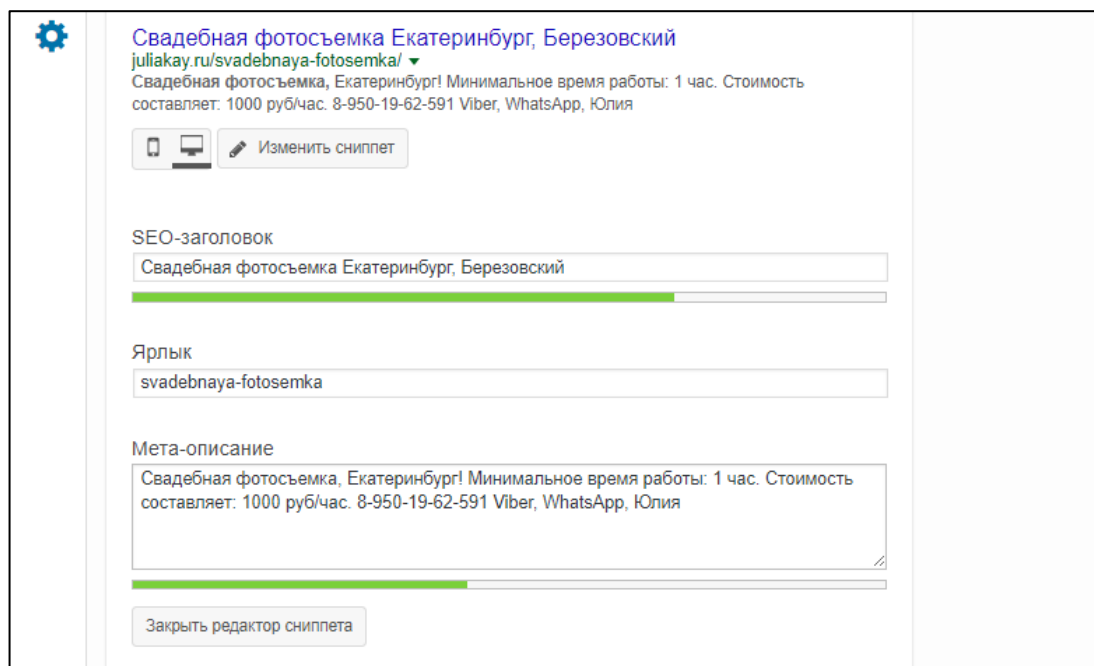 Свадебная фотосъемка Екатеринбург, Березовский
juliakay.ru/svadebnaya-fotosemka/
Свадебная фотосъемка, Екатеринбург! Минимальное время работы: 1 час. Стоимость
составляет: 1000 руб/час. 8-950-19-62-591 Viber, WhatsApp, Юлия
Изменить сниппет
SEO-заголовок
Свадебная фотосъемка Екатеринбург, Березовский
Ярлык
svadebnaya-fotosemka
Мета-описание
Свадебная фотосъемка, Екатеринбург! Минимальное время работы: 1 час. Стоимость
составляет: 1000 руб/час. 8-950-19-62-591 Viber, WhatsApp, Юлия
Закрыть редактор сниппета